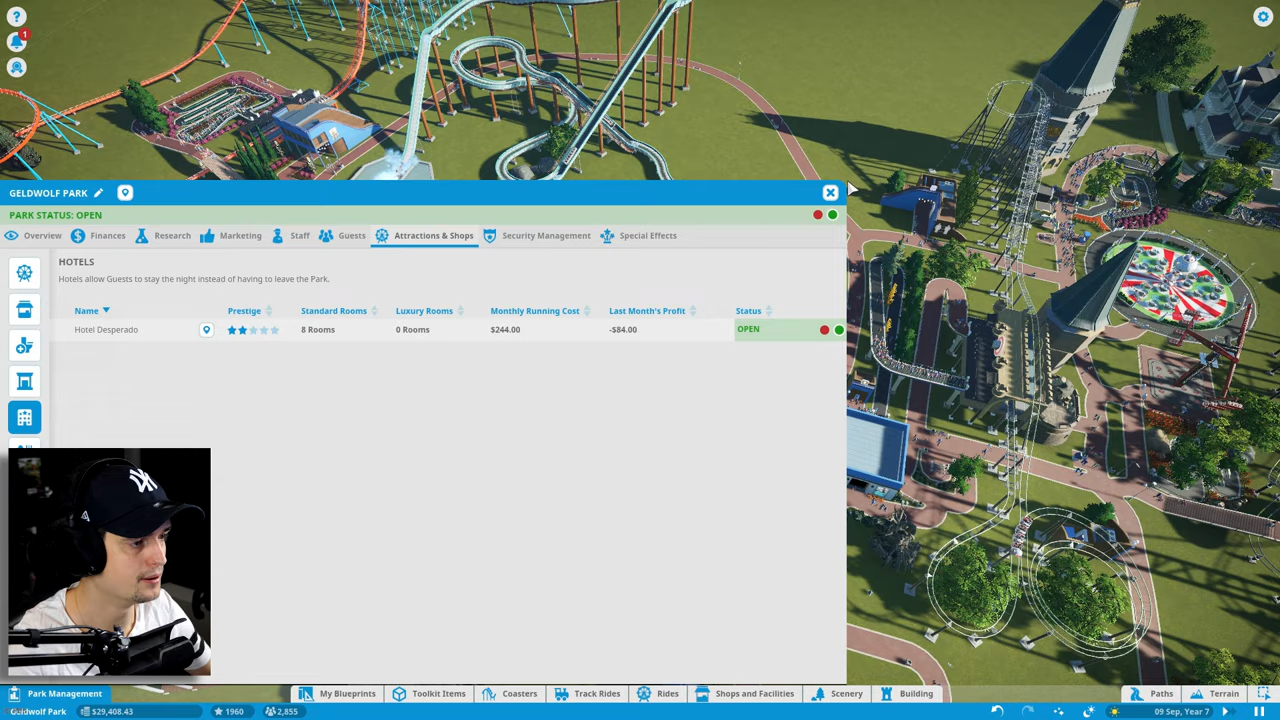 ?
1
GELDWOLF PARK
PARK STATUS: OPEN
Overview Finances Research Marketing Staff Guests Attractions & Shops Security Management Special Effects
HOTELS
Hotels allow Guests to stay the night instead of having to leave the Park.
Name Prestige Standard Rooms Luxury Rooms Monthly Running Cost Last Month's Profit Status
Hotel Desperado 8 Rooms 0 Rooms $244.00 -$84.00 OPEN
Park Management My Blueprints Toolkit Items Coasters Track Rides Rides Shops and Facilities Scenery Building Paths Terrain
Geldwolf Park $29,408.43 1960 2,855 09 Sep, Year 7